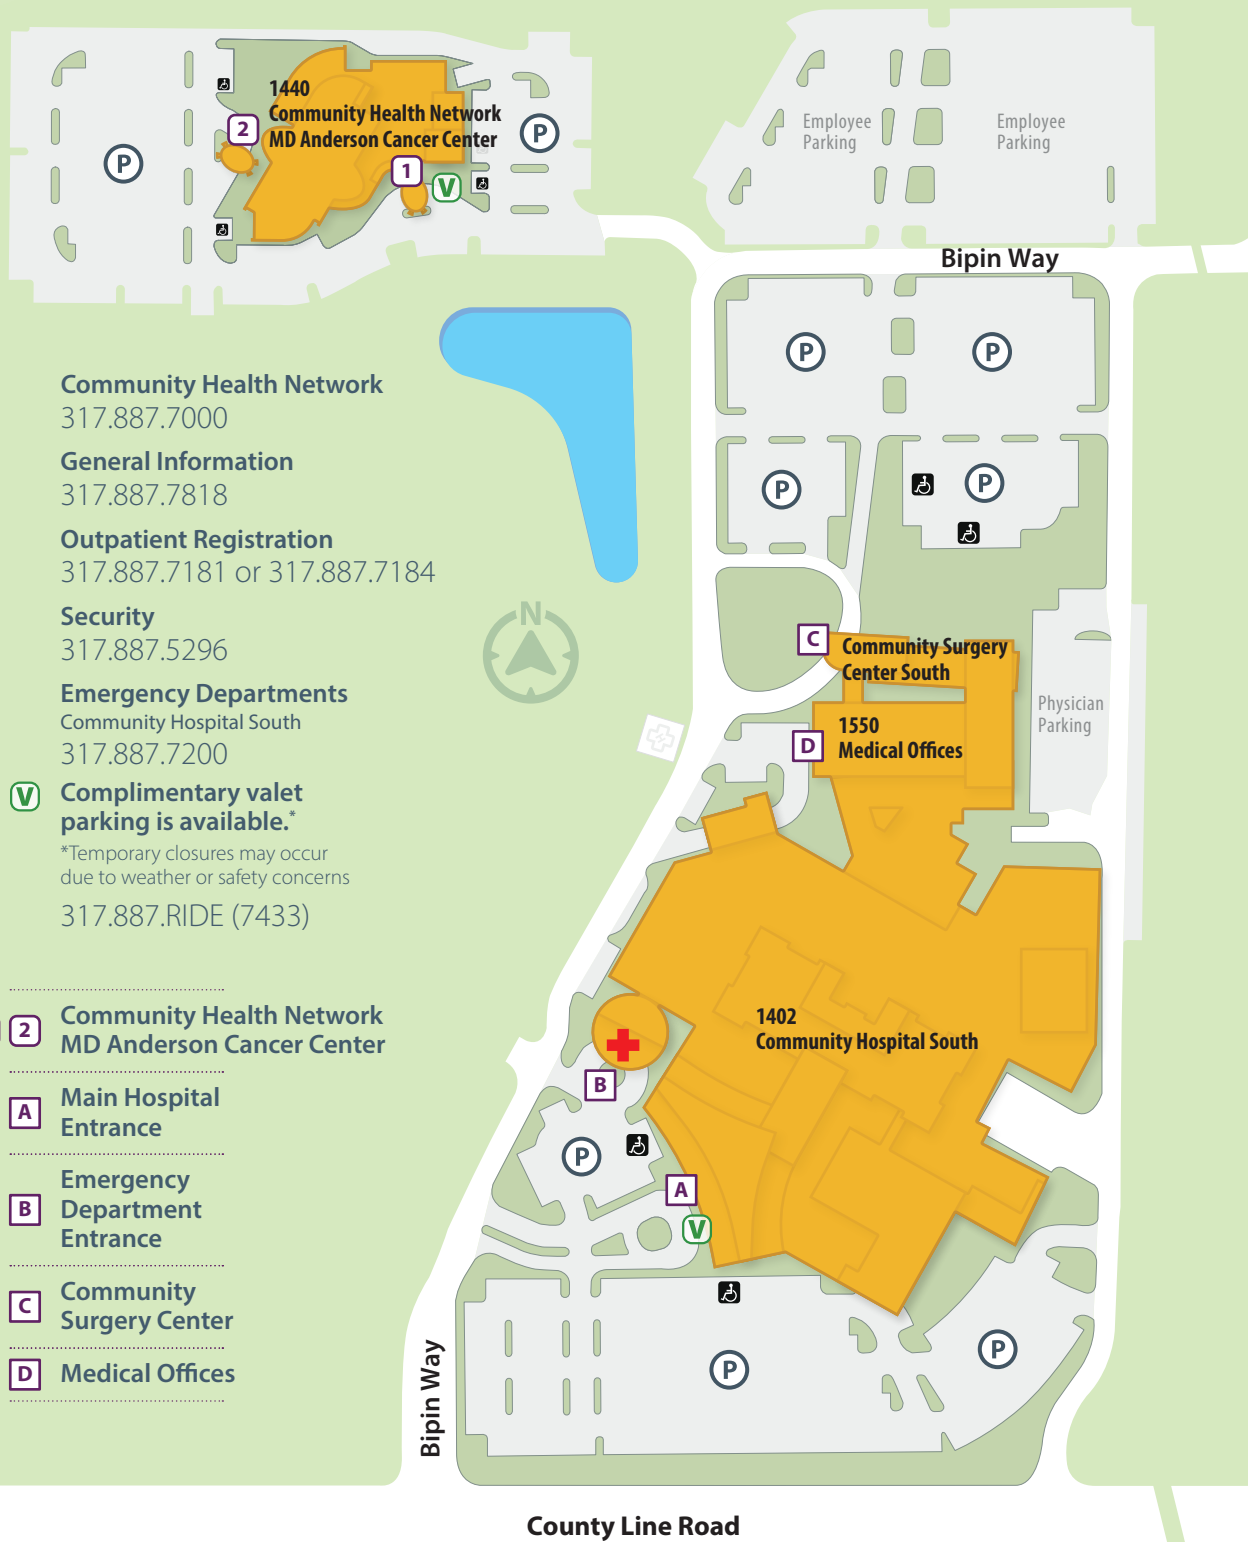 1440
Community Health Network
MD Anderson Cancer Center
2
1
V
P
P
Employee
Parking
Employee
Parking
Bipin Way
P
P
P
P
Community Health Network
317.887.7000
General Information
317.887.7818
Outpatient Registration
317.887.7181 or 317.887.7184
Security
317.887.5296
Emergency Departments
Community Hospital South
317.887.7200
V
Complimentary valet
parking is available.*
*Temporary closures may occur
due to weather or safety concerns
317.887.RIDE (7433)
N
C
Community Surgery
Center South
D
1550
Medical Offices
Physician
Parking
1402
Community Hospital South
B
P
A
V
P
P
2
Community Health Network
MD Anderson Cancer Center
A
Main Hospital
Entrance
B
Emergency
Department
Entrance
C
Community
Surgery Center
D
Medical Offices
Bipin Way
County Line Road